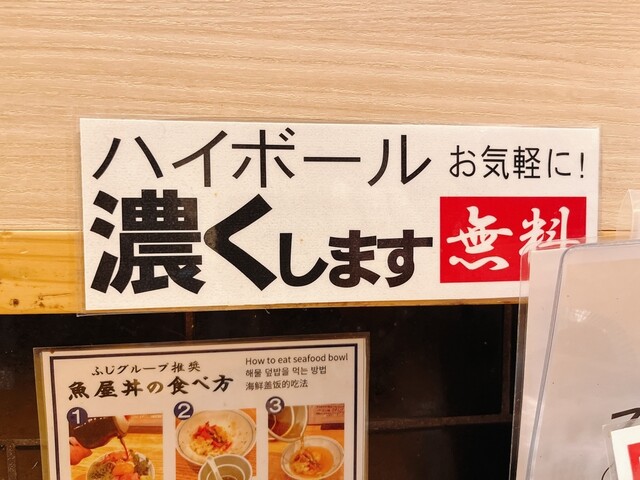 ハイボール お気軽に!
濃くします 無料
ふじグループ推奨
魚屋丼の食べ方
How to eat seafood bowl
해물 덮밥을 먹는 방법
海鲜盖饭的吃法
1 2 3